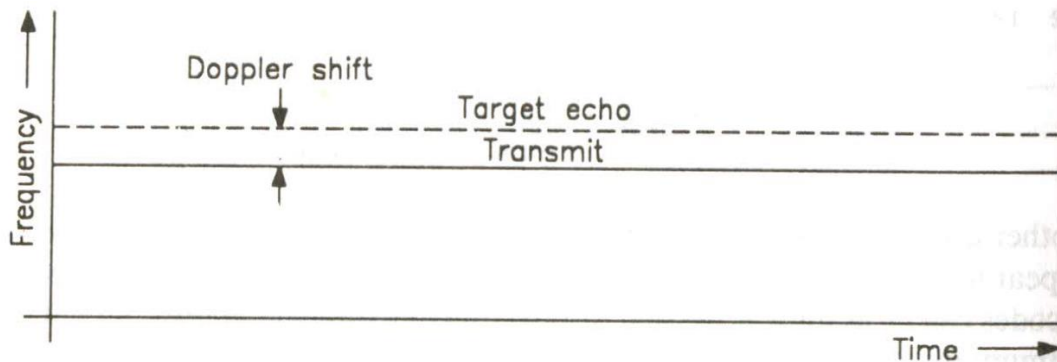 Doppler shift
Target echo
Transmit
Frequency
Time